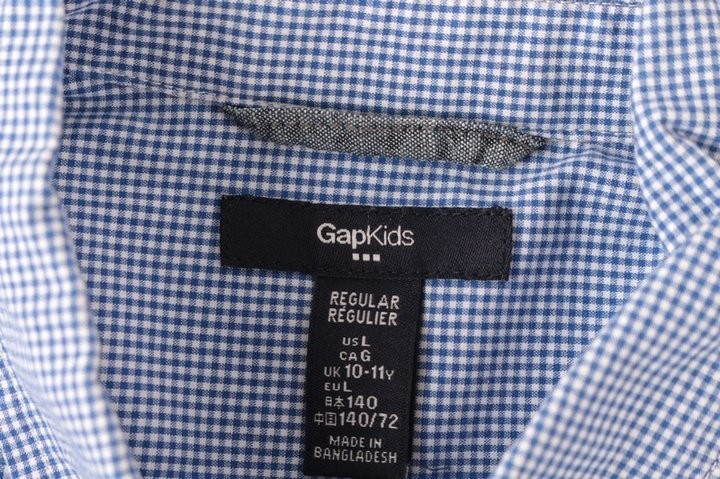 GapKids
REGULAR
RÉGULIER
US L
CA G
UK 10-11Y
EU L
日本 140
中国 140/72
MADE IN
BANGLADESH